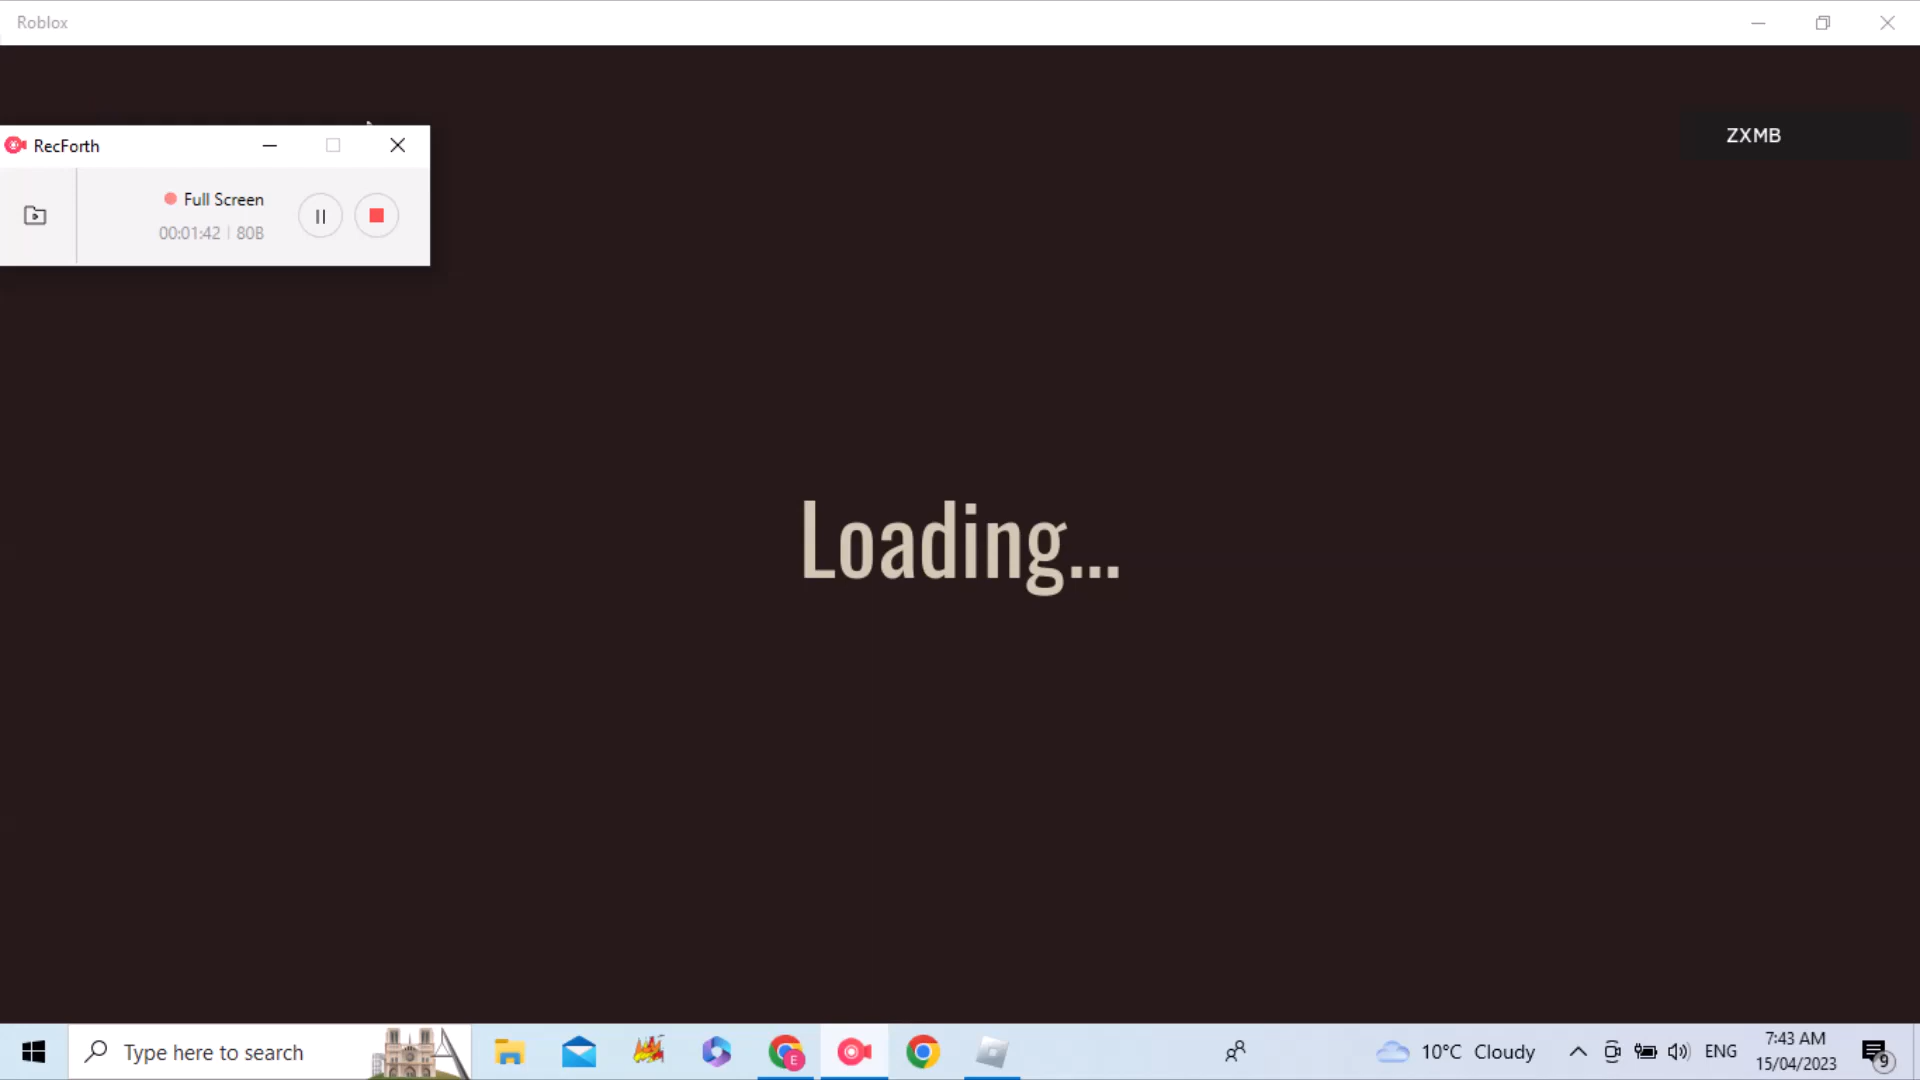 Roblox
RecForth
Full Screen
00:01:42 | 80B
ZXMB
Loading...
Type here to search
E
10°C Cloudy
ENG
7:43 AM
15/04/2023
9